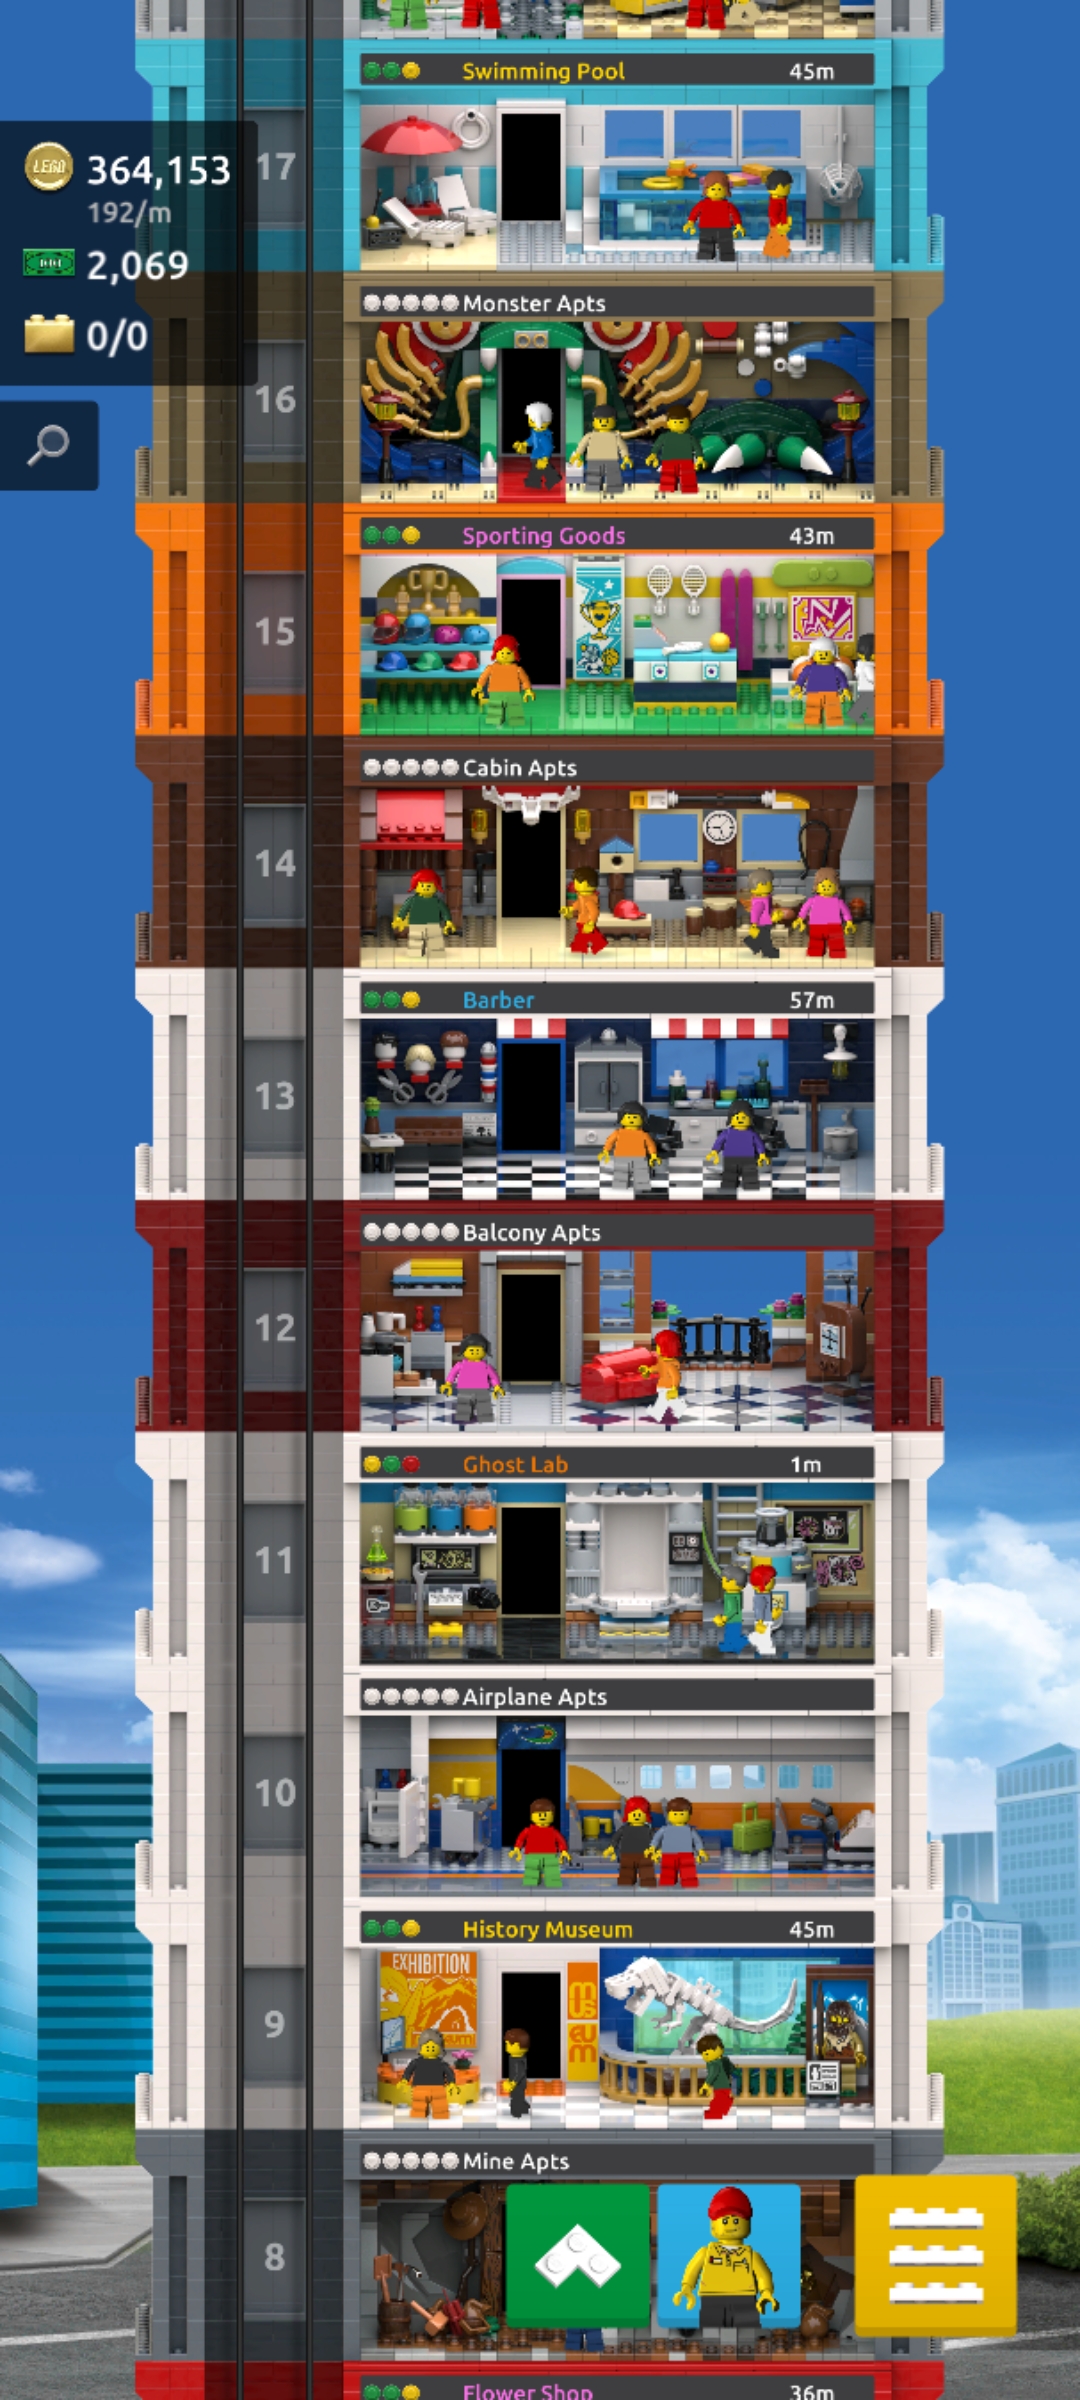 Swimming Pool 45m
LEGO 364,153 17
192/m
2,069
Monster Apts
0/0
16
Sporting Goods 43m
15
Cabin Apts
14
Barber 57m
13
Balcony Apts
12
Ghost Lab 1m
11
Airplane Apts
10
History Museum 45m
EXHIBITION
MUSEUM
9
Mine Apts
8
Flower Shop 36m